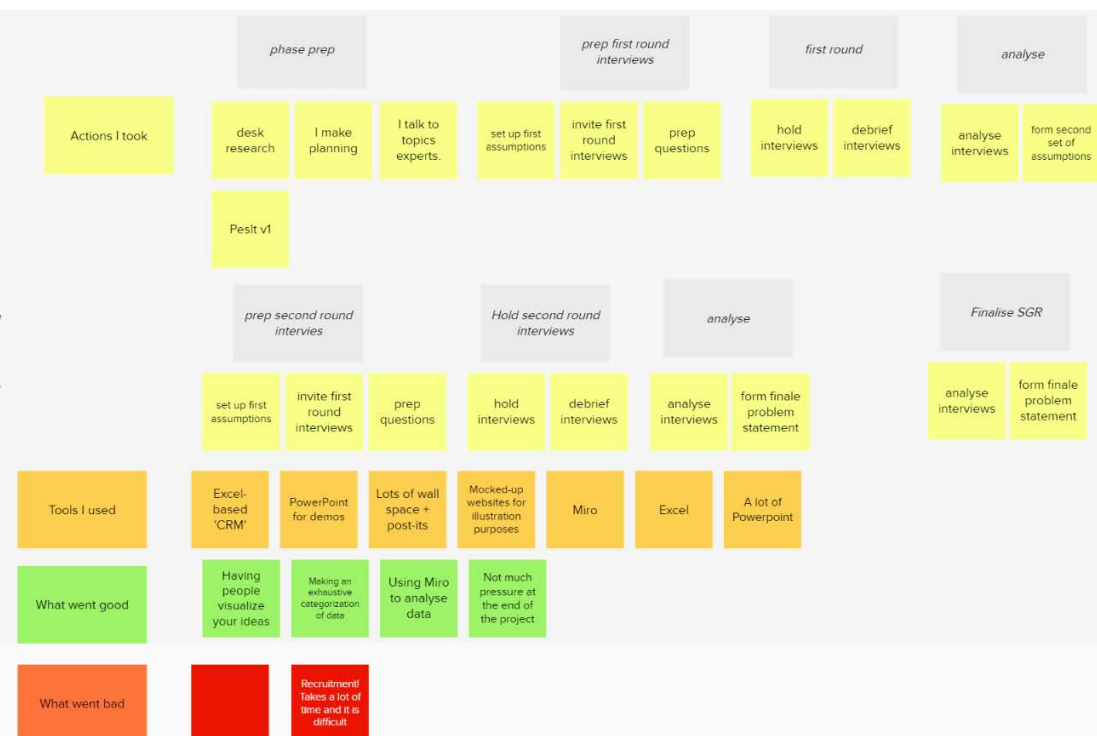 phase prep
prep first round
interviews
first round
analyse
Actions I took
desk
research
I make
planning
I talk to
topics
experts.
set up first
assumptions
invite first
round
interviews
prep
questions
hold
interviews
debrief
interviews
analyse
interviews
form second
set of
assumptions
PesIt v1
prep second round
intervies
Hold second round
interviews
analyse
Finalise SGR
set up first
assumptions
invite first
round
interviews
prep
questions
hold
interviews
debrief
interviews
analyse
interviews
form finale
problem
statement
analyse
interviews
form finale
problem
statement
Tools I used
Excel-
based
'CRM'
PowerPoint
for demos
Lots of wall
space +
post-its
Mocked-up
websites for
illustration
purposes
Miro
Excel
A lot of
Powerpoint
What went good
Having
people
visualize
your ideas
Making an
exhaustive
categorization
of data
Using Miro
to analyse
data
Not much
pressure at
the end of
the project
What went bad
Recruitment!
Takes a lot of
time and it is
difficult